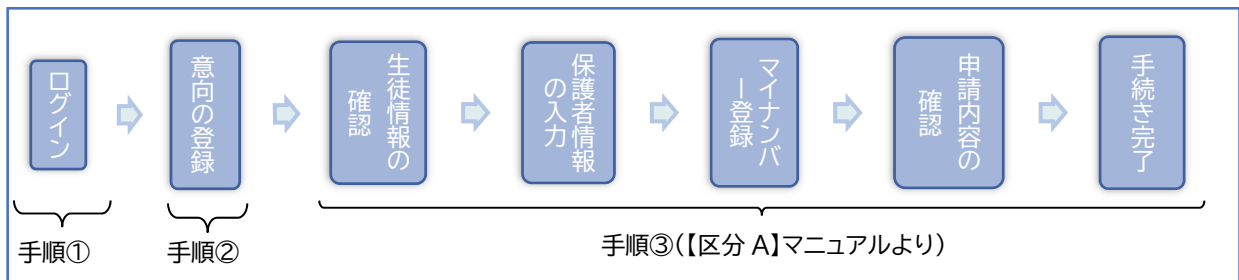 ログイン
意向の登録
生徒情報の
確認
保護者情報
の入力
マイナンバ
ー登録
申請内容の
確認
手続き完了
手順①
手順②
手順③(【区分 A】マニュアルより)